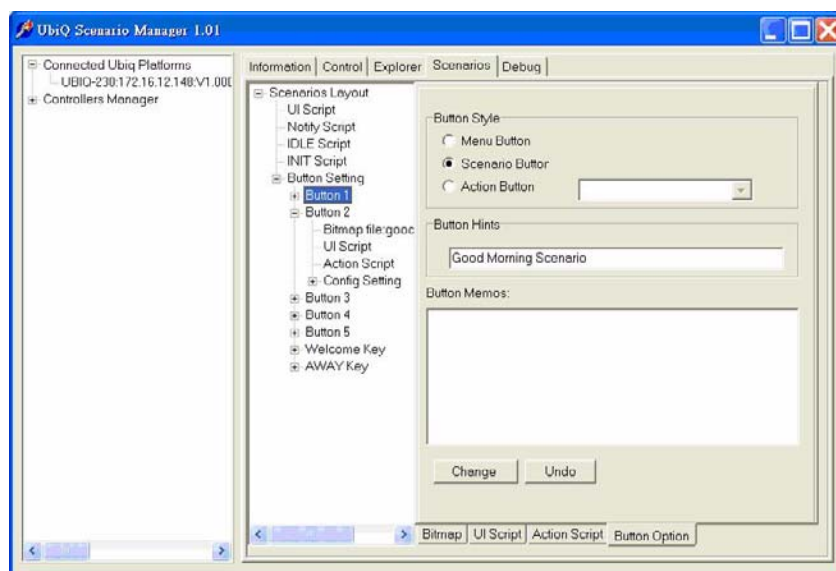 UbiQ Scenario Manager 1.01
Connected Ubiq Platforms
UBIQ-230:172.16.12.148:V1.00
Controllers Manager
Information
Control
Explorer
Scenarios
Debug
Scenarios Layout
UI Script
Notify Script
IDLE Script
INIT Script
Button Setting
Button 1
Button 2
Bitmap file:gooc
UI Script
Action Script
Config Setting
Button 3
Button 4
Button 5
Welcome Key
AWAY Key
Button Style
Menu Button
Scenario Buttor
Action Button
Button Hints
Good Morning Scenario
Button Memos:
Change
Undo
Bitmap
UI Script
Action Script
Button Option